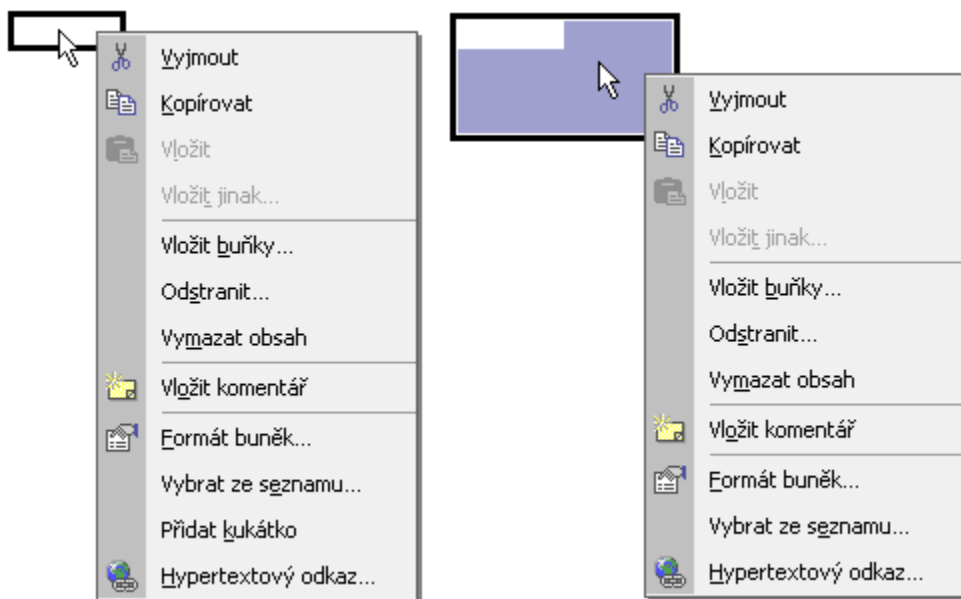 Vyjmout
Kopírovat
Vložit
Vložit jinak...
Vložit buňky...
Odstranit...
Vymazat obsah
Vložit komentář
Formát buněk...
Vybrat ze seznamu...
Přidat kukátko
Hypertextový odkaz...
Vyjmout
Kopírovat
Vložit
Vložit jinak...
Vložit buňky...
Odstranit...
Vymazat obsah
Vložit komentář
Formát buněk...
Vybrat ze seznamu...
Hypertextový odkaz...